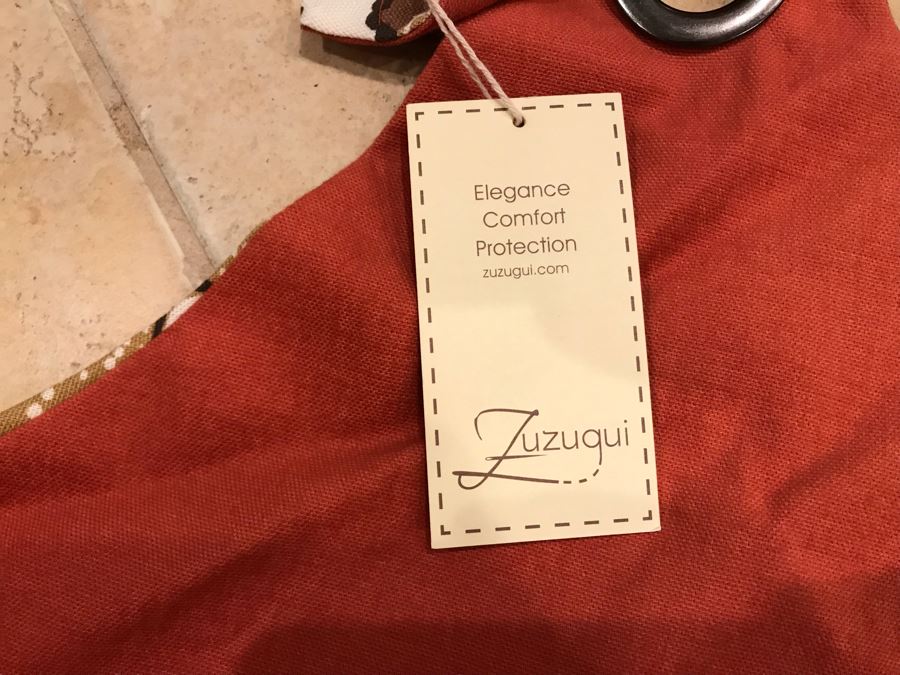 Elegance
Comfort
Protection
zuzugui.com
Zuzugui